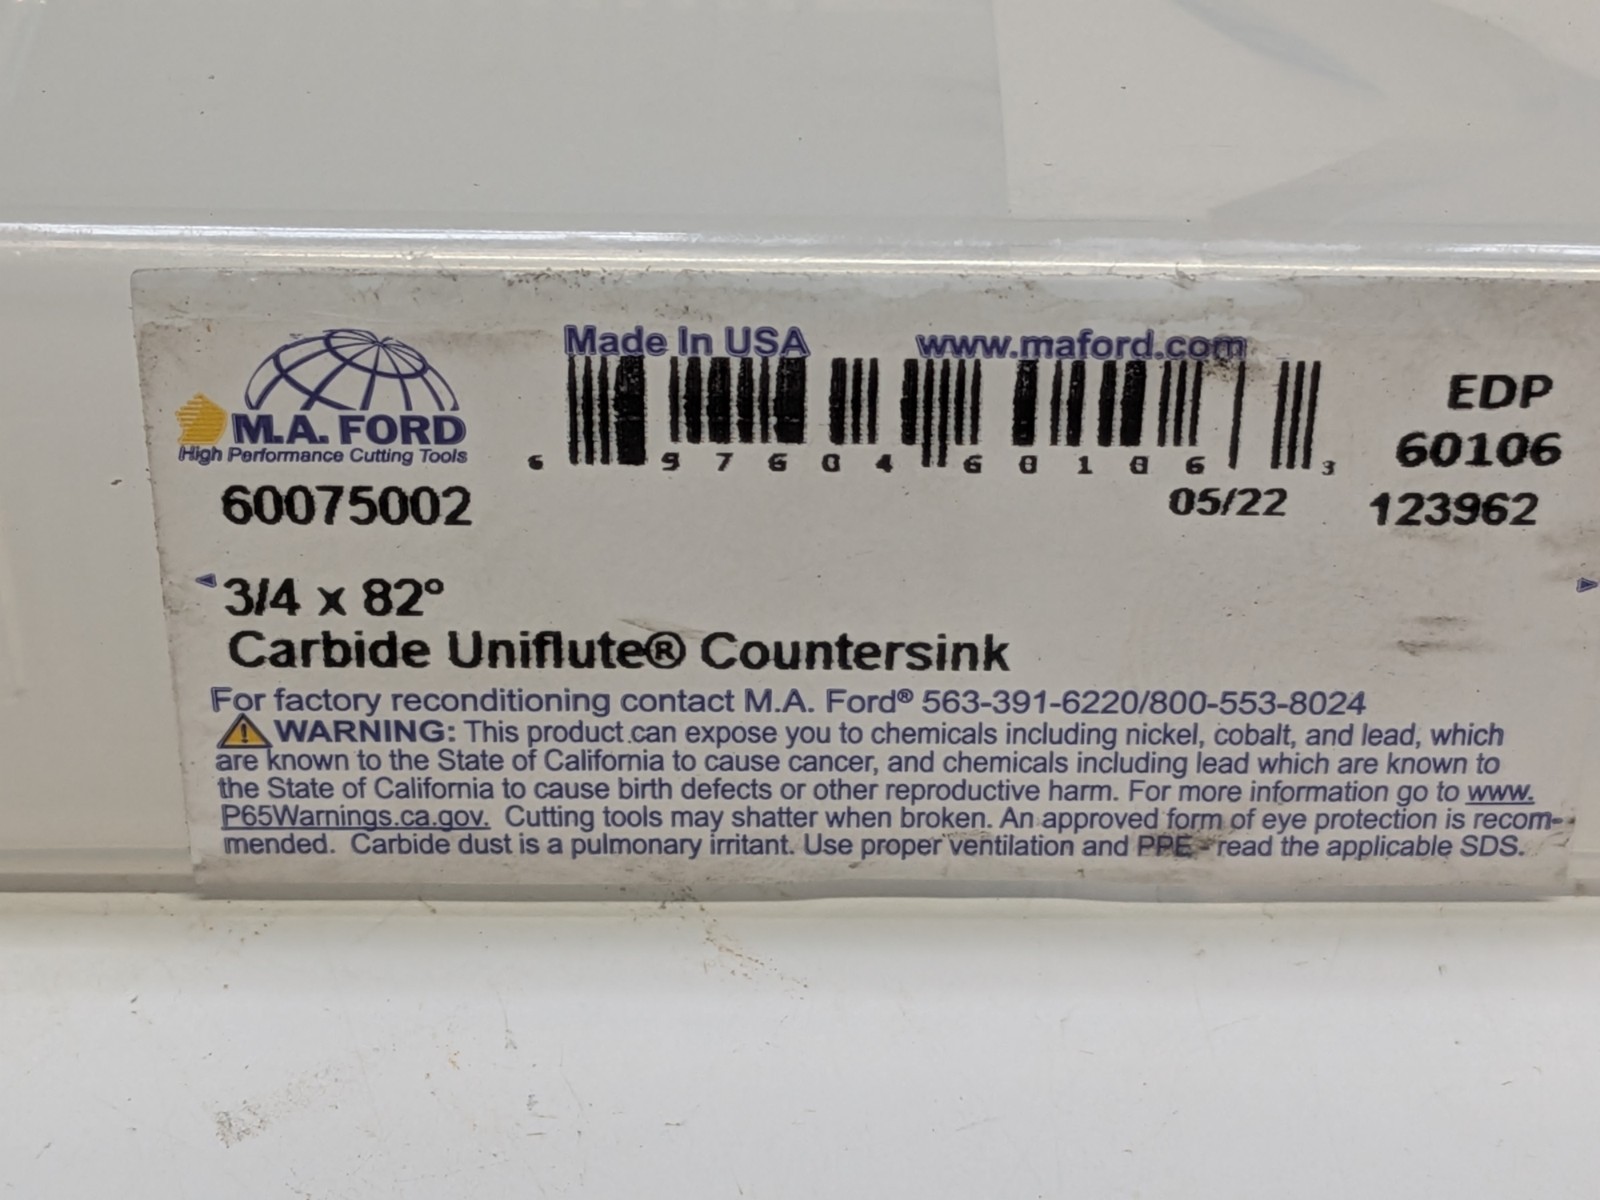 Made In USA
www.maford.com
M.A. FORD
High Performance Cutting Tools
6 97604 60106 3
EDP
60106
05/22
123962
60075002
3/4 x 82°
Carbide Uniflute® Countersink
For factory reconditioning contact M.A. Ford® 563-391-6220/800-553-8024
WARNING: This product can expose you to chemicals including nickel, cobalt, and lead, which
are known to the State of California to cause cancer, and chemicals including lead which are known to
the State of California to cause birth defects or other reproductive harm. For more information go to www.
P65Warnings.ca.gov. Cutting tools may shatter when broken. An approved form of eye protection is recom-
mended. Carbide dust is a pulmonary irritant. Use proper ventilation and PPE - read the applicable SDS.